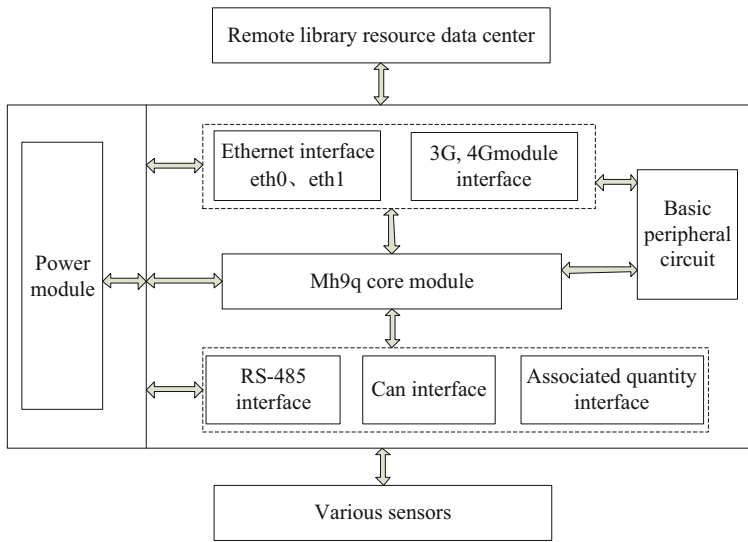 Remote library resource data center
Ethernet interface
eth0、eth1
3G, 4Gmodule
interface
Basic
peripheral
circuit
Power
module
Mh9q core module
RS-485
interface
Can interface
Associated quantity
interface
Various sensors